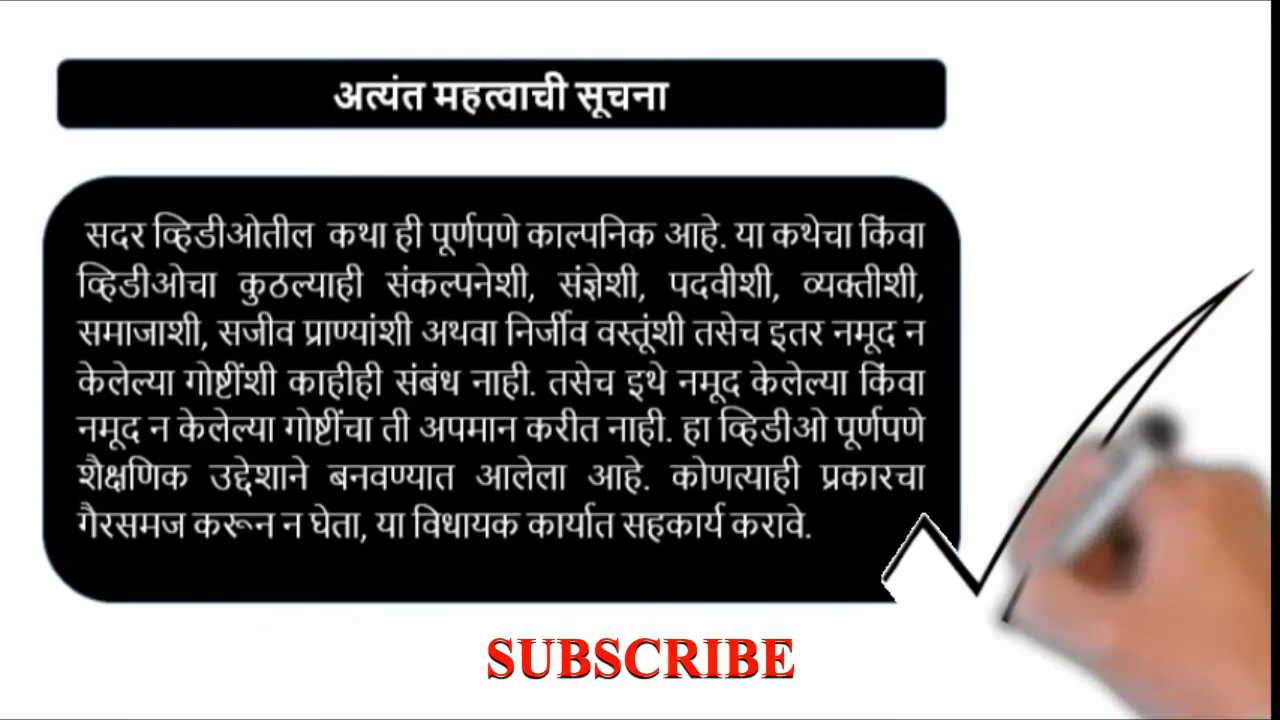 अत्यंत महत्वाची सूचना
सदर व्हिडीओतील कथा ही पूर्णपणे काल्पनिक आहे. या कथेचा किंवा
व्हिडीओचा कुठल्याही संकल्पनेशी, संज्ञेशी, पदवीशी, व्यक्तीशी,
समाजाशी, सजीव प्राण्यांशी अथवा निर्जीव वस्तूंशी तसेच इतर नमूद न
केलेल्या गोष्टींशी काहीही संबंध नाही. तसेच इथे नमूद केलेल्या किंवा
नमूद न केलेल्या गोष्टींचा ती अपमान करीत नाही. हा व्हिडीओ पूर्णपणे
शैक्षणिक उद्देशाने बनवण्यात आलेला आहे. कोणत्याही प्रकारचा
गैरसमज करून न घेता, या विधायक कार्यात सहकार्य करावे.
SUBSCRIBE